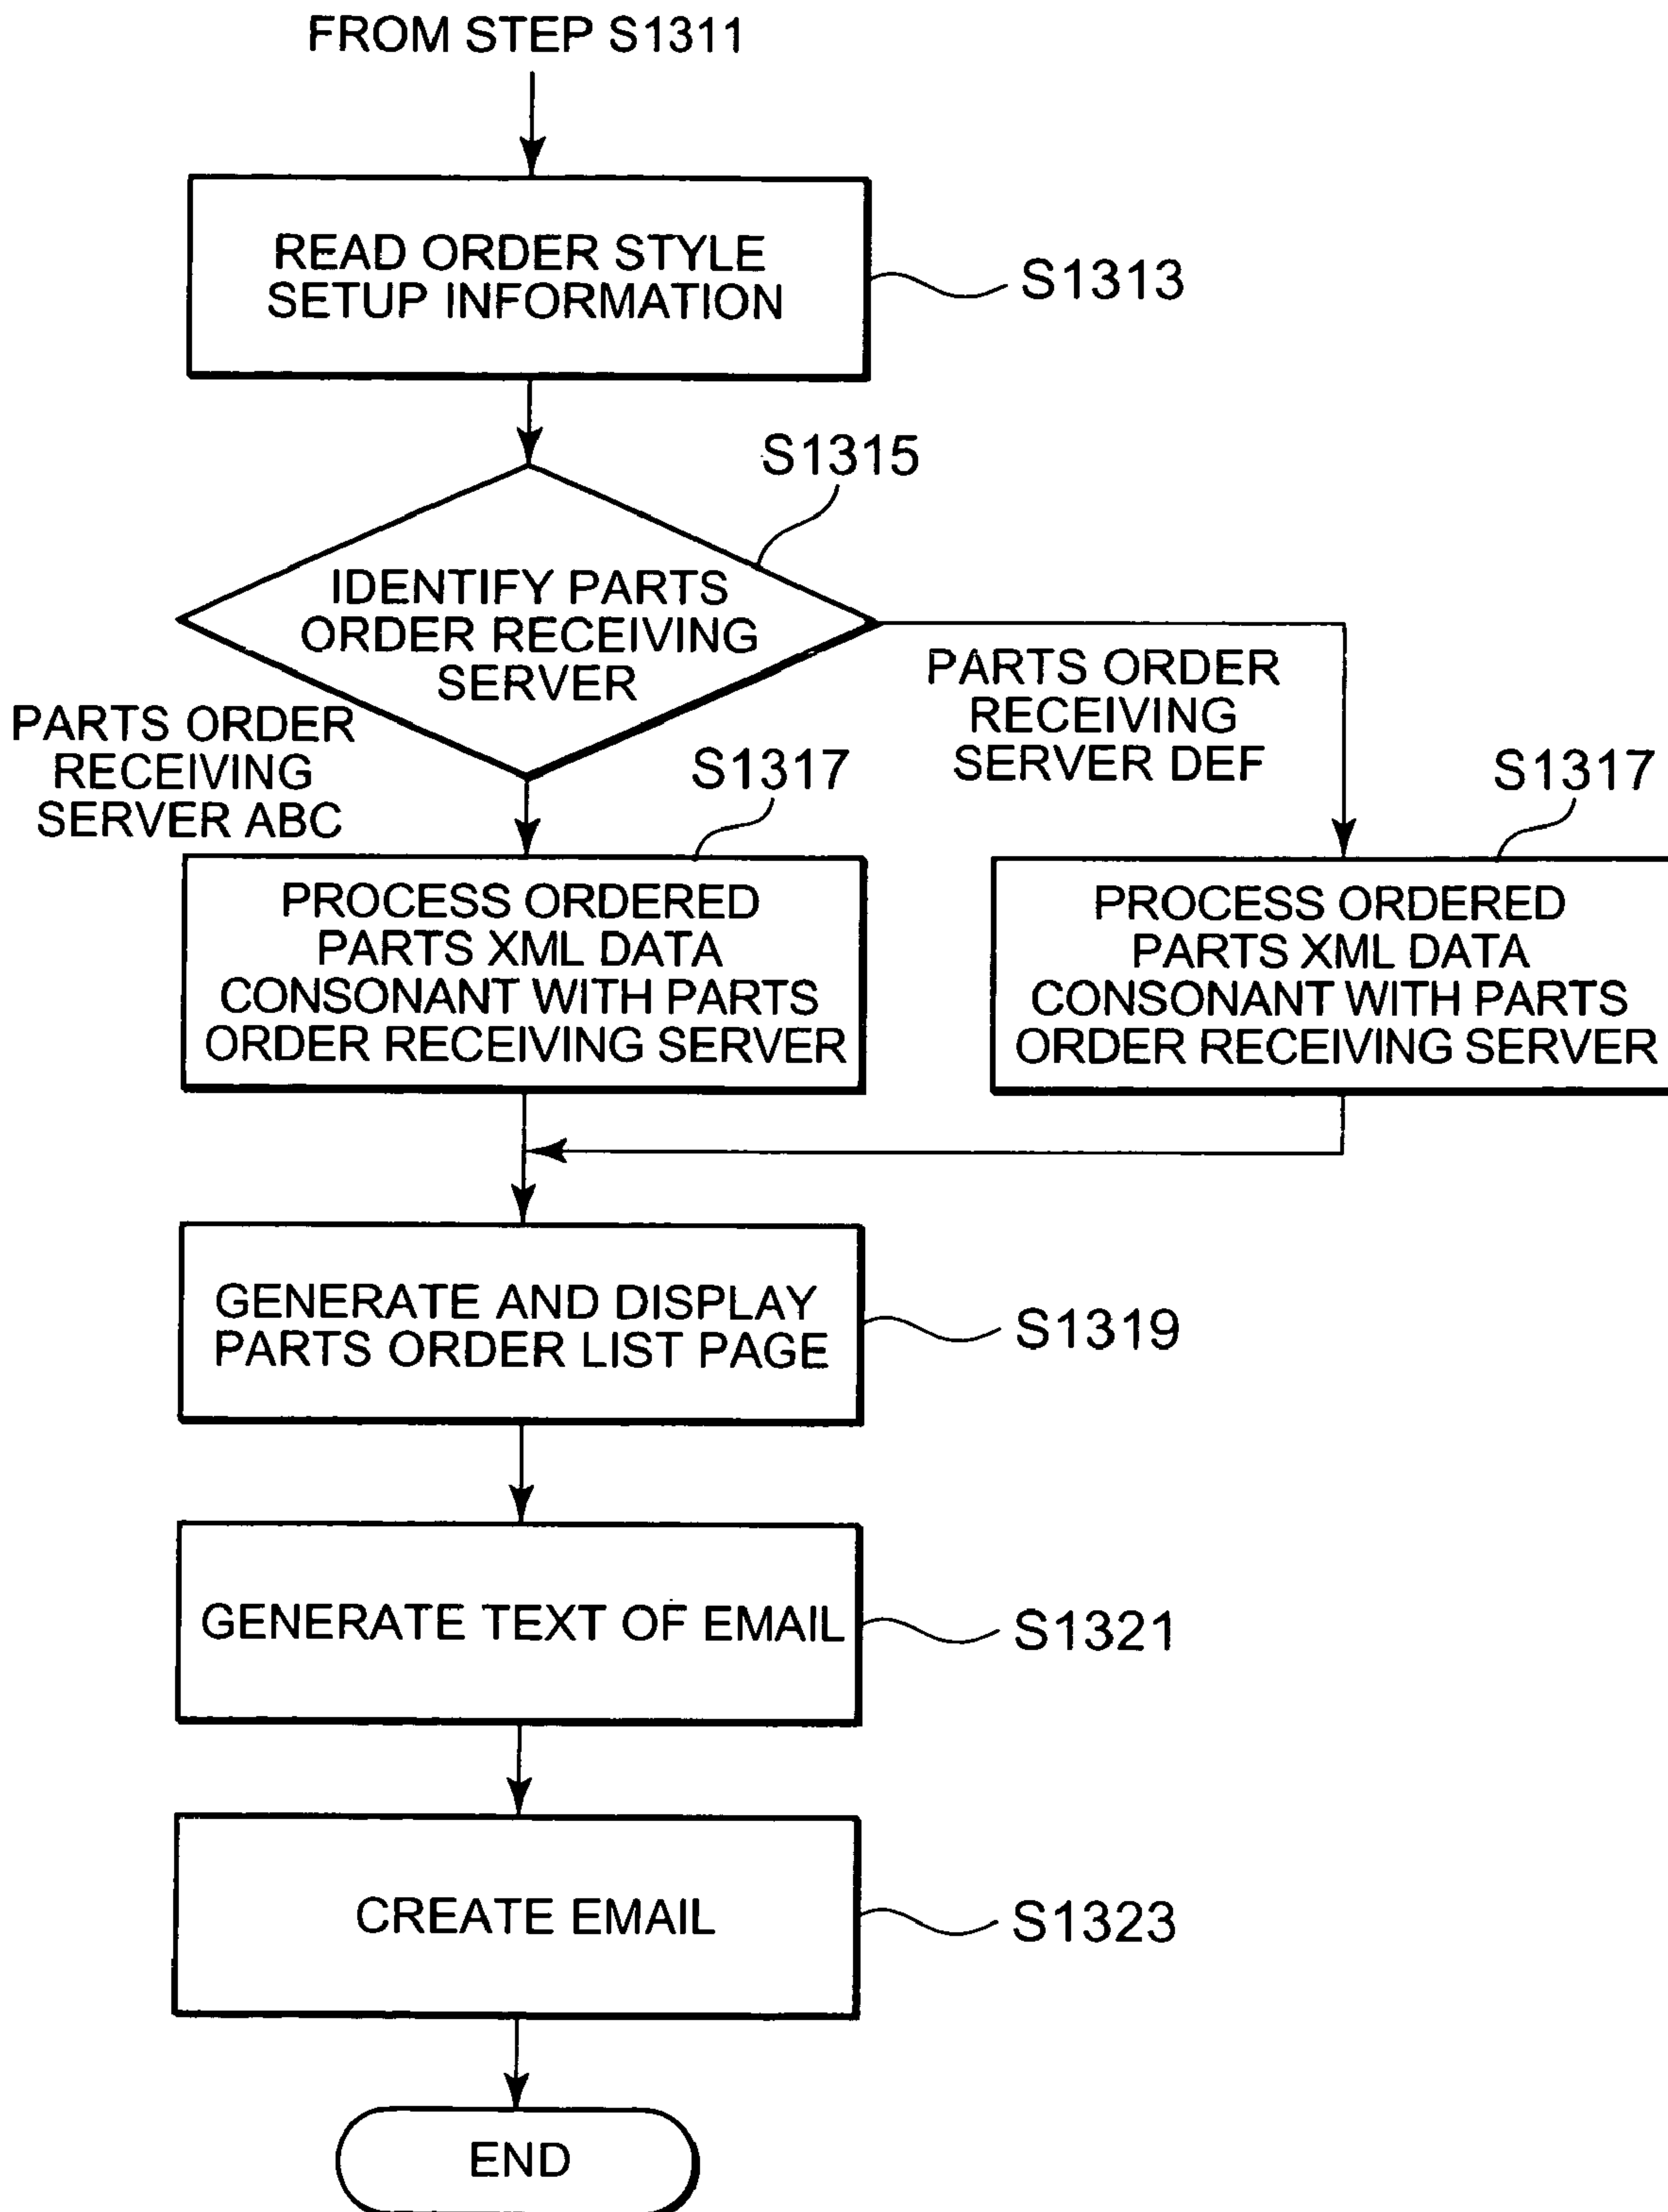 FROM STEP S1311
READ ORDER STYLE
SETUP INFORMATION
S1313
S1315
IDENTIFY PARTS
ORDER RECEIVING
SERVER
PARTS ORDER
RECEIVING
SERVER ABC
PARTS ORDER
RECEIVING
SERVER DEF
S1317
PROCESS ORDERED
PARTS XML DATA
CONSONANT WITH PARTS
ORDER RECEIVING SERVER
S1317
PROCESS ORDERED
PARTS XML DATA
CONSONANT WITH PARTS
ORDER RECEIVING SERVER
GENERATE AND DISPLAY
PARTS ORDER LIST PAGE
S1319
GENERATE TEXT OF EMAIL
S1321
CREATE EMAIL
S1323
END